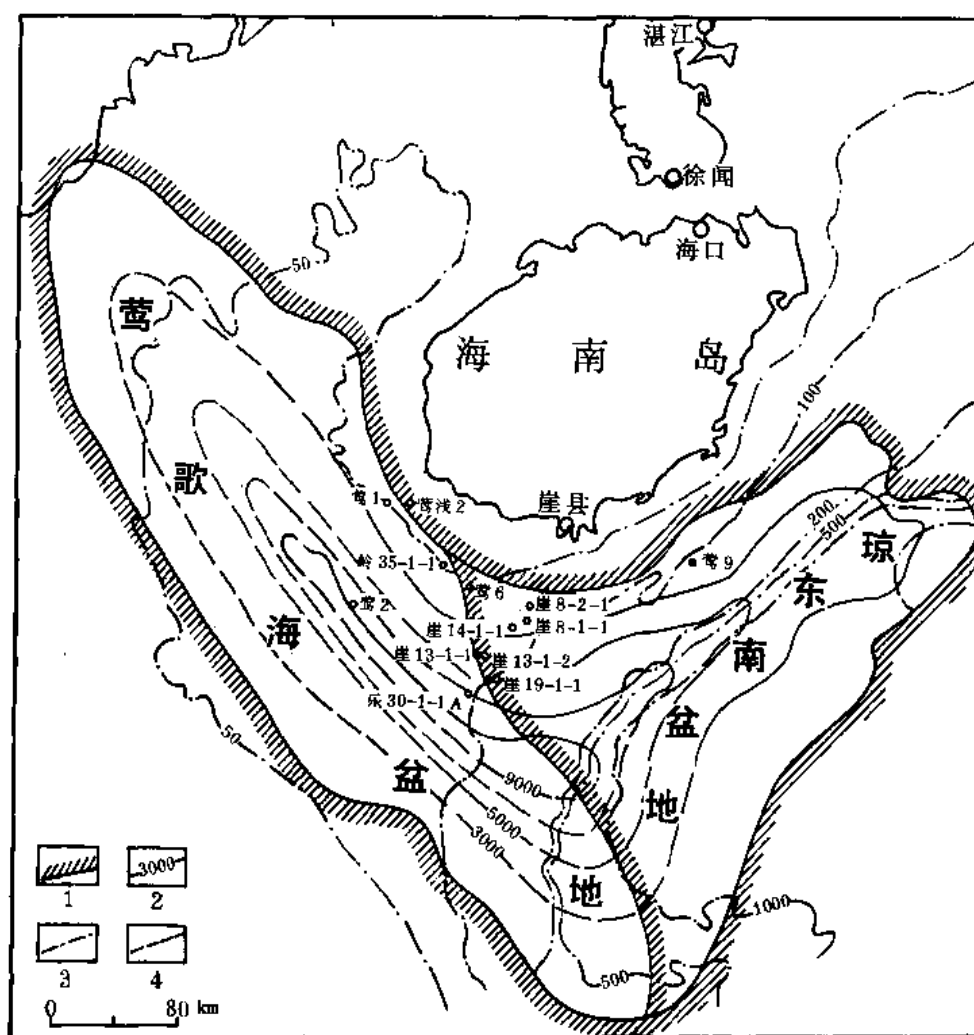 湛江
徐闻
海口
海南岛
50
莺
100
歌
莺1
莺浅2
崖县
200
500
琼
岭35-1-1
莺9
东
莺6
莺2
崖8-2-1
海
崖14-1-1
崖8-1-1
南
崖13-1-1
崖13-1-2
崖19-1-1
乐30-1-1A
盆
50
盆
9000
5000
3000
地
地
1000
500
3000
1
2
3
4
0
80 km